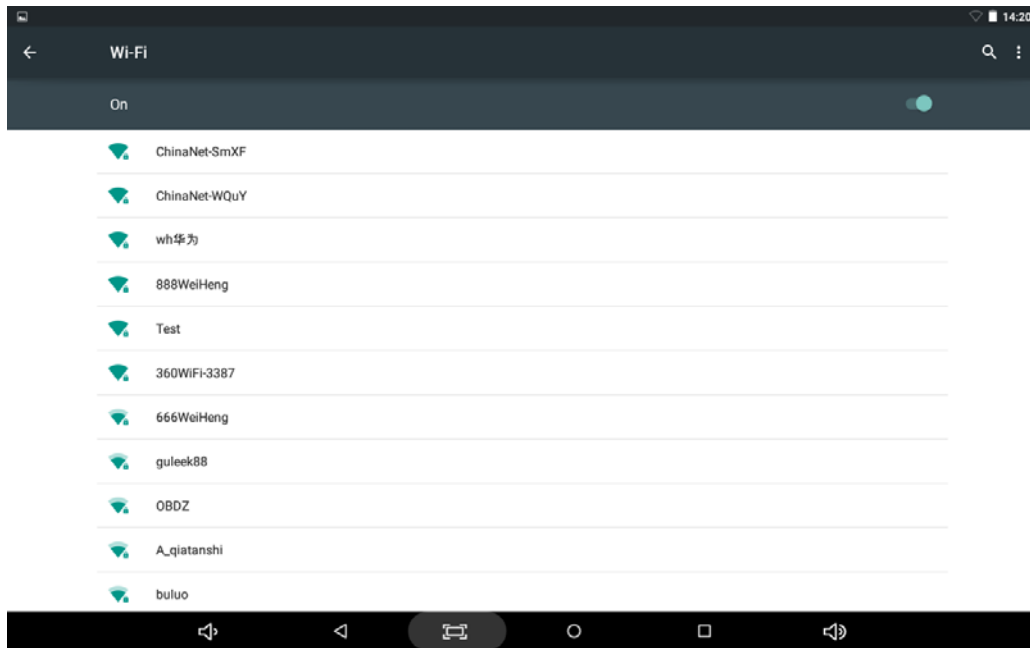 14:20
Wi-Fi
On
ChinaNet-SmXF
ChinaNet-WQuY
wh华为
888WeiHeng
Test
360WiFi-3387
666WeiHeng
guleek88
OBDZ
A_qiatanshi
buluo